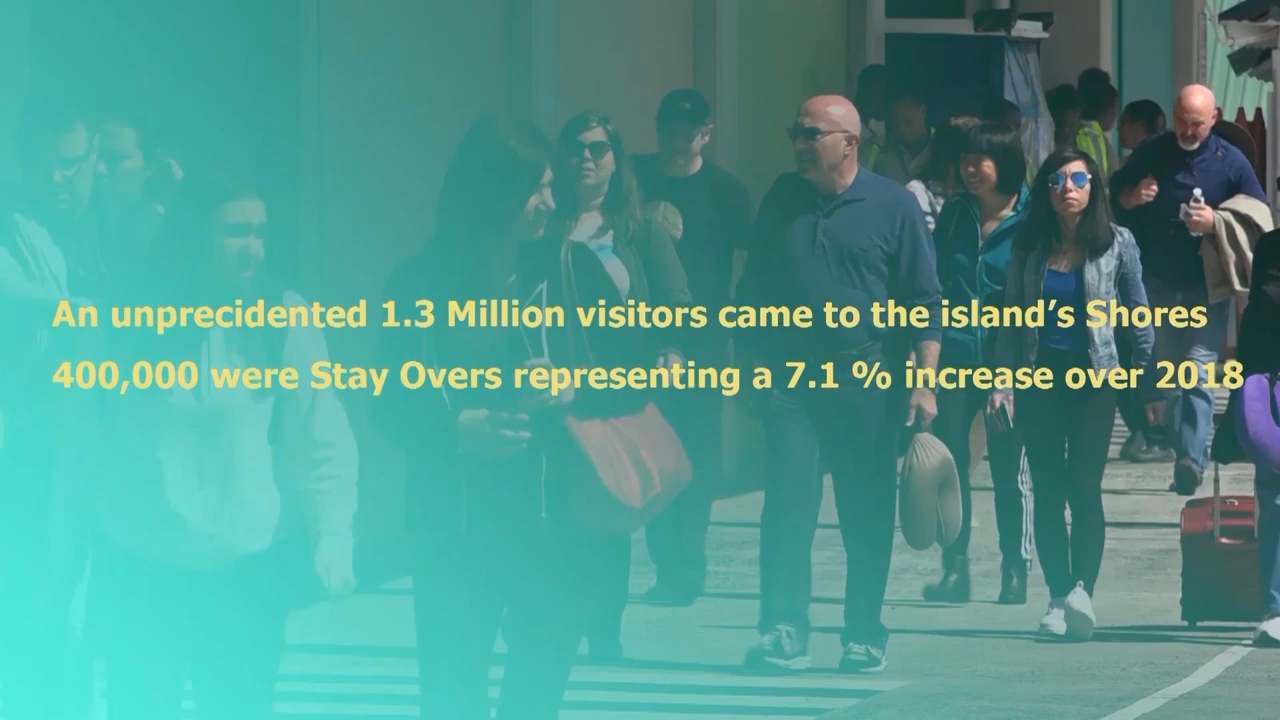 An unprecidented 1.3 Million visitors came to the island’s Shores
400,000 were Stay Overs representing a 7.1 % increase over 2018